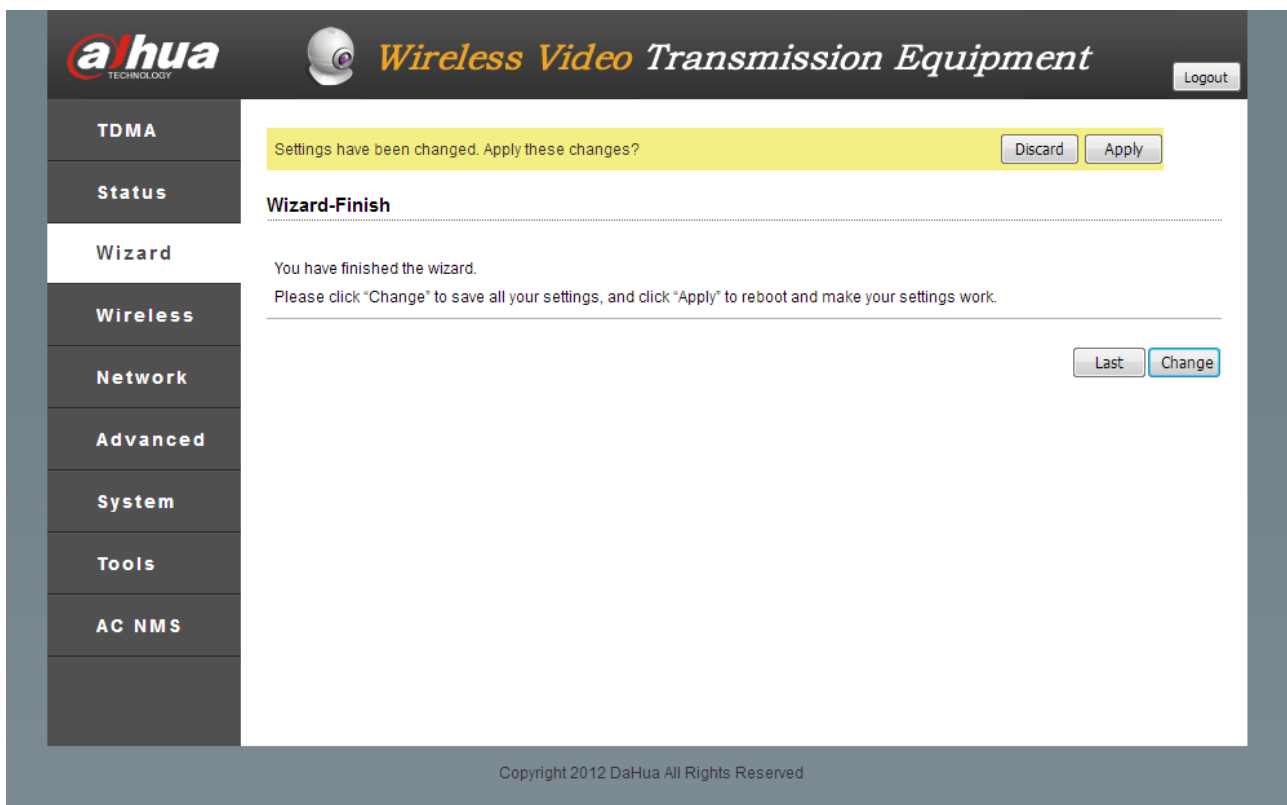 alhua
TECHNOLOGY
Wireless Video Transmission Equipment
Logout
TDMA
Status
Wizard
Wireless
Network
Advanced
System
Tools
AC NMS
Settings have been changed. Apply these changes?
Discard
Apply
Wizard-Finish
You have finished the wizard.
Please click “Change” to save all your settings, and click “Apply” to reboot and make your settings work.
Last
Change
Copyright 2012 DaHua All Rights Reserved